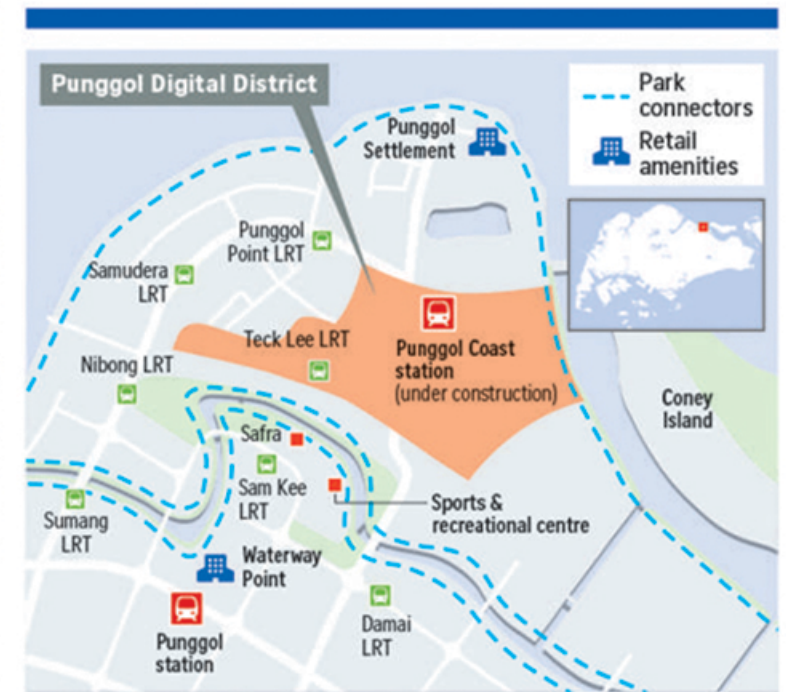 Punggol Digital District
Park
connectors
Retail
amenities
Punggol
Settlement
Punggol
Point LRT
Samudera
LRT
Teck Lee LRT
Nibong LRT
Punggol Coast
station
(under construction)
Coney
Island
Safra
Sam Kee
LRT
Sports &
recreational centre
Sumang
LRT
Waterway
Point
Punggol
station
Damai
LRT